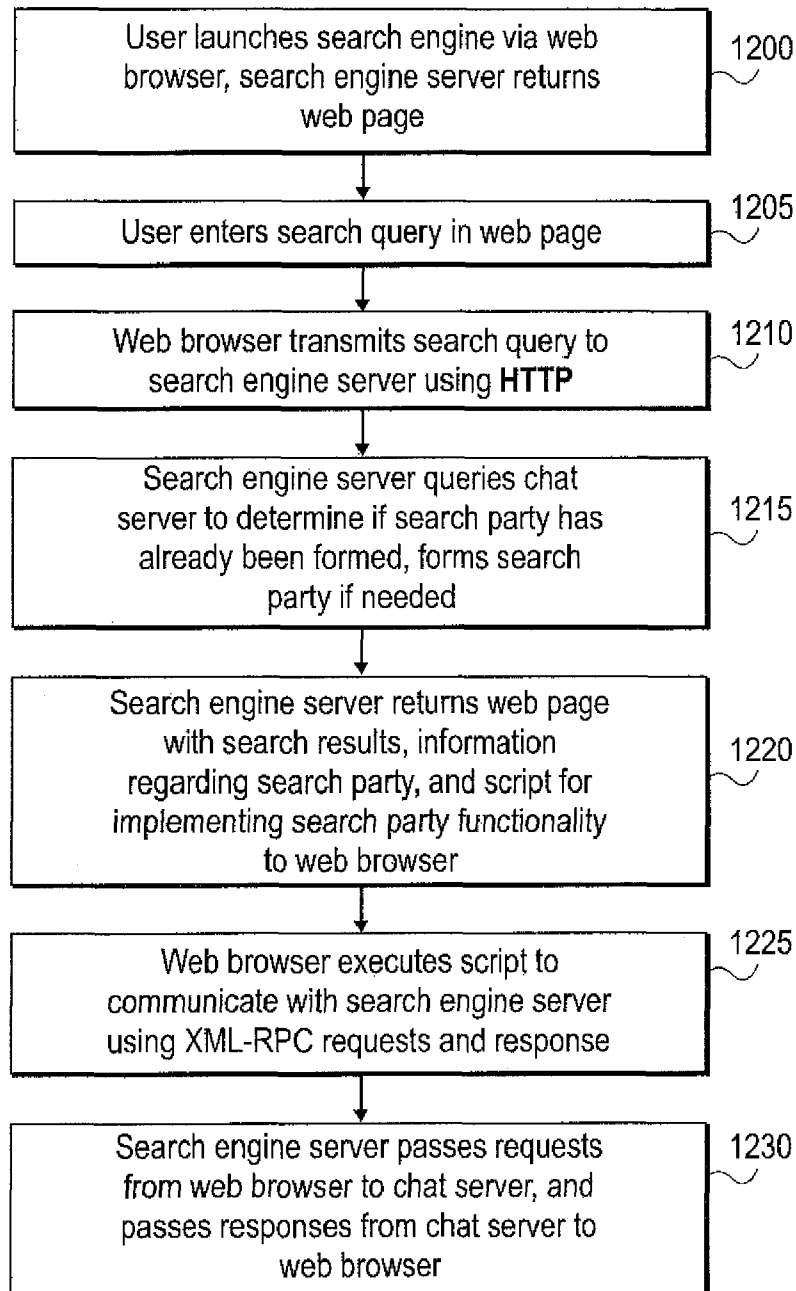 User launches search engine via web
browser, search engine server returns
web page
1200
User enters search query in web page
1205
Web browser transmits search query to
search engine server using HTTP
1210
Search engine server queries chat
server to determine if search party has
already been formed, forms search
party if needed
1215
Search engine server returns web page
with search results, information
regarding search party, and script for
implementing search party functionality
to web browser
1220
Web browser executes script to
communicate with search engine server
using XML-RPC requests and response
1225
Search engine server passes requests
from web browser to chat server, and
passes responses from chat server to
web browser
1230